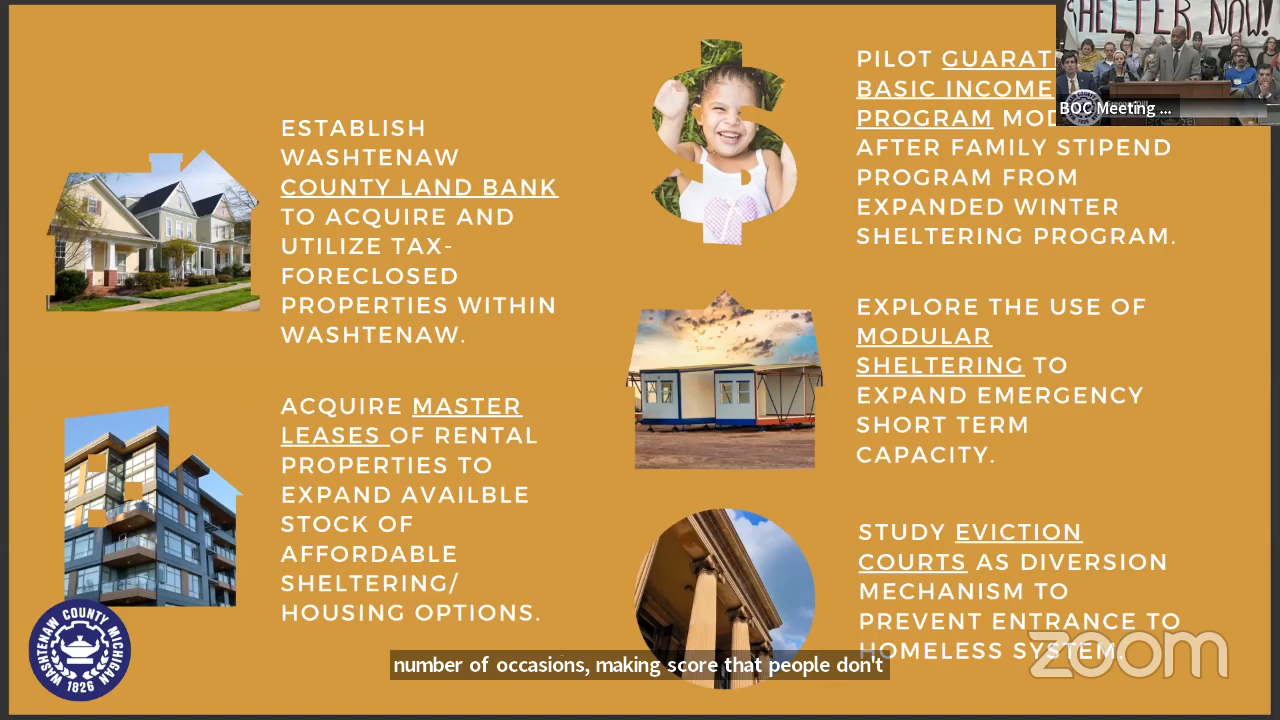 ESTABLISH
WASHTENAW
COUNTY LAND BANK
TO ACQUIRE AND
UTILIZE TAX-
FORECLOSED
PROPERTIES WITHIN
WASHTENAW.
ACQUIRE MASTER
LEASES OF RENTAL
PROPERTIES TO
EXPAND AVAILBLE
STOCK OF
AFFORDABLE
SHELTERING/
HOUSING OPTIONS.
PILOT
BASIC INCOME
PROGRAM
AFTER FAMILY STIPEND
PROGRAM FROM
EXPANDED WINTER
SHELTERING PROGRAM.
EXPLORE THE USE OF
MODULAR
SHELTERING TO
EXPAND EMERGENCY
SHORT TERM
CAPACITY.
STUDY EVICTION
COURTS AS DIVERSION
MECHANISM TO
PREVENT ENTRANCE TO
HOMELESS SYSTEM.
SHELTER NOW!
BOC Meeting ...
WASHTENAW COUNTY MICHIGAN
1826
number of occasions, making score that people don't
zoom